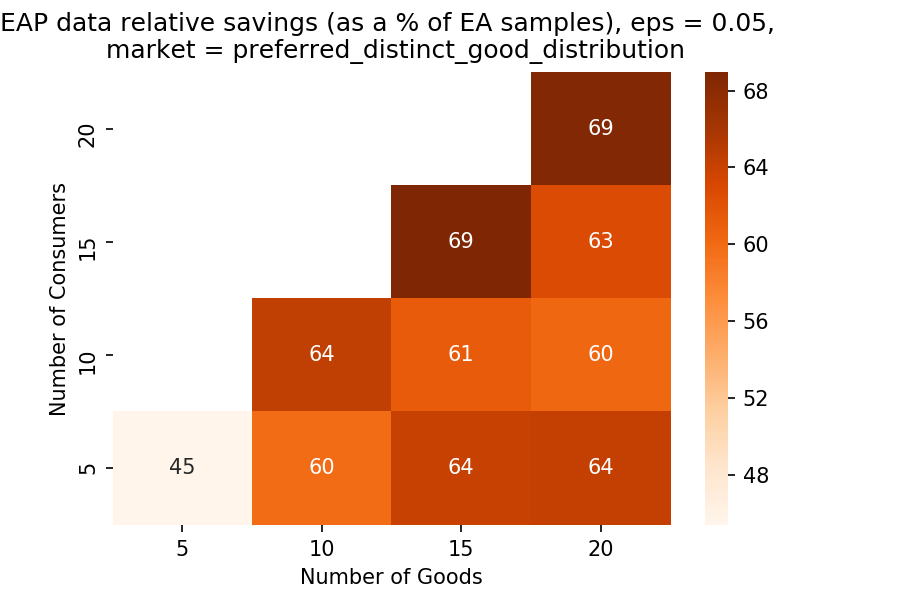 EAP data relative savings (as a % of EA samples), eps = 0.05,
market = preferred_distinct_good_distribution
Number of Consumers
20
15
10
5
69
69 63
64 61 60
45 60 64 64
5 10 15 20
Number of Goods
68
64
60
56
52
48